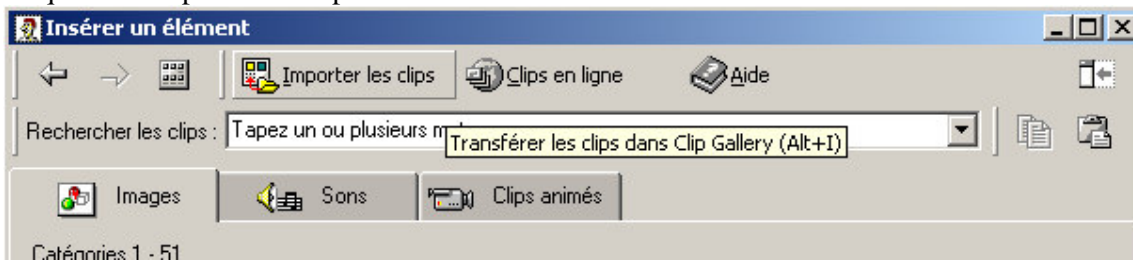 Insérer un élément
Importer les clips Clips en ligne Aide
Rechercher les clips : Tapez un ou plusieurs
Transférer les clips dans Clip Gallery (Alt+I)
Images Sons Clips animés
Catégories 1 - 51